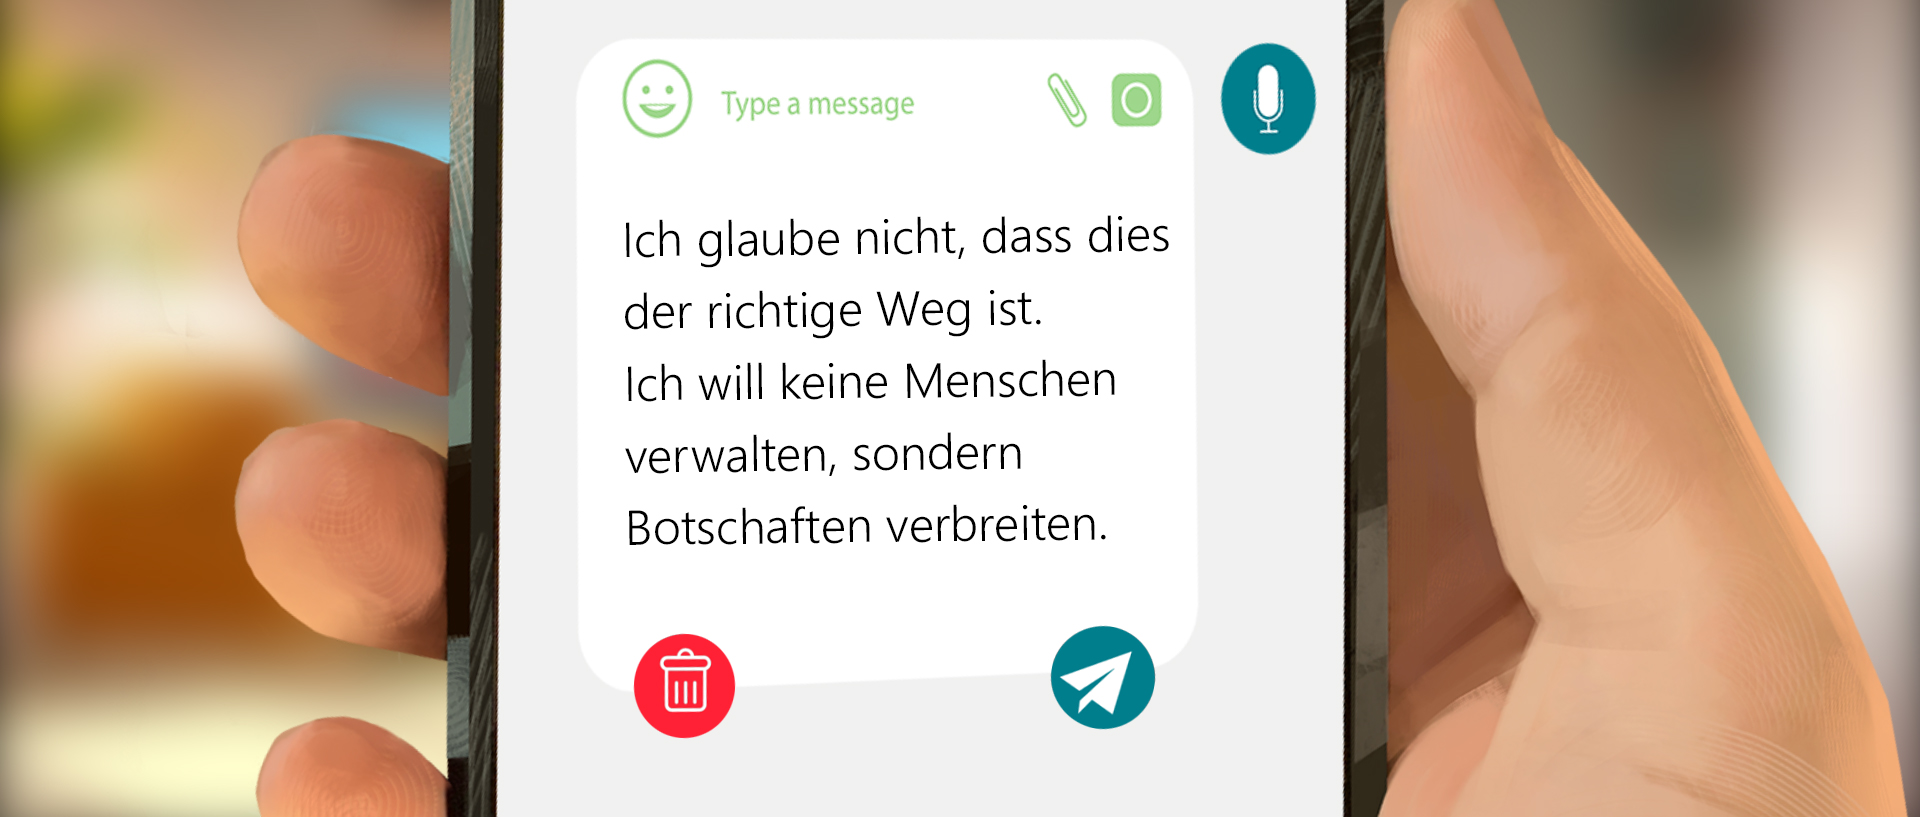 Type a message
Ich glaube nicht, dass dies
der richtige Weg ist.
Ich will keine Menschen
verwalten, sondern
Botschaften verbreiten.